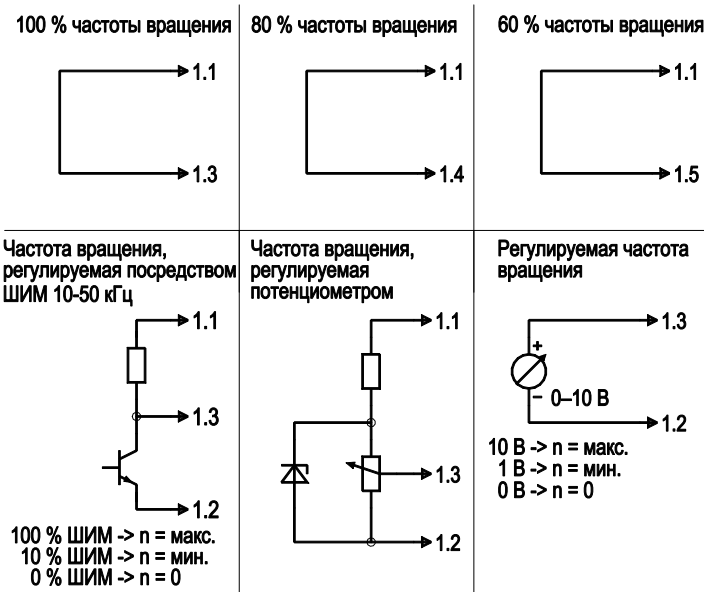 100 % частоты вращения
1.1
1.3
80 % частоты вращения
1.1
1.4
60 % частоты вращения
1.1
1.5
Частота вращения,
регулируемая посредством
ШИМ 10-50 кГц
1.1
1.3
1.2
100 % ШИМ -> n = макс.
10 % ШИМ -> n = мин.
0 % ШИМ -> n = 0
Частота вращения,
регулируемая
потенциометром
1.1
1.3
1.2
Регулируемая частота
вращения
1.3
+
– 0–10 В
1.2
10 В -> n = макс.
1 В -> n = мин.
0 В -> n = 0